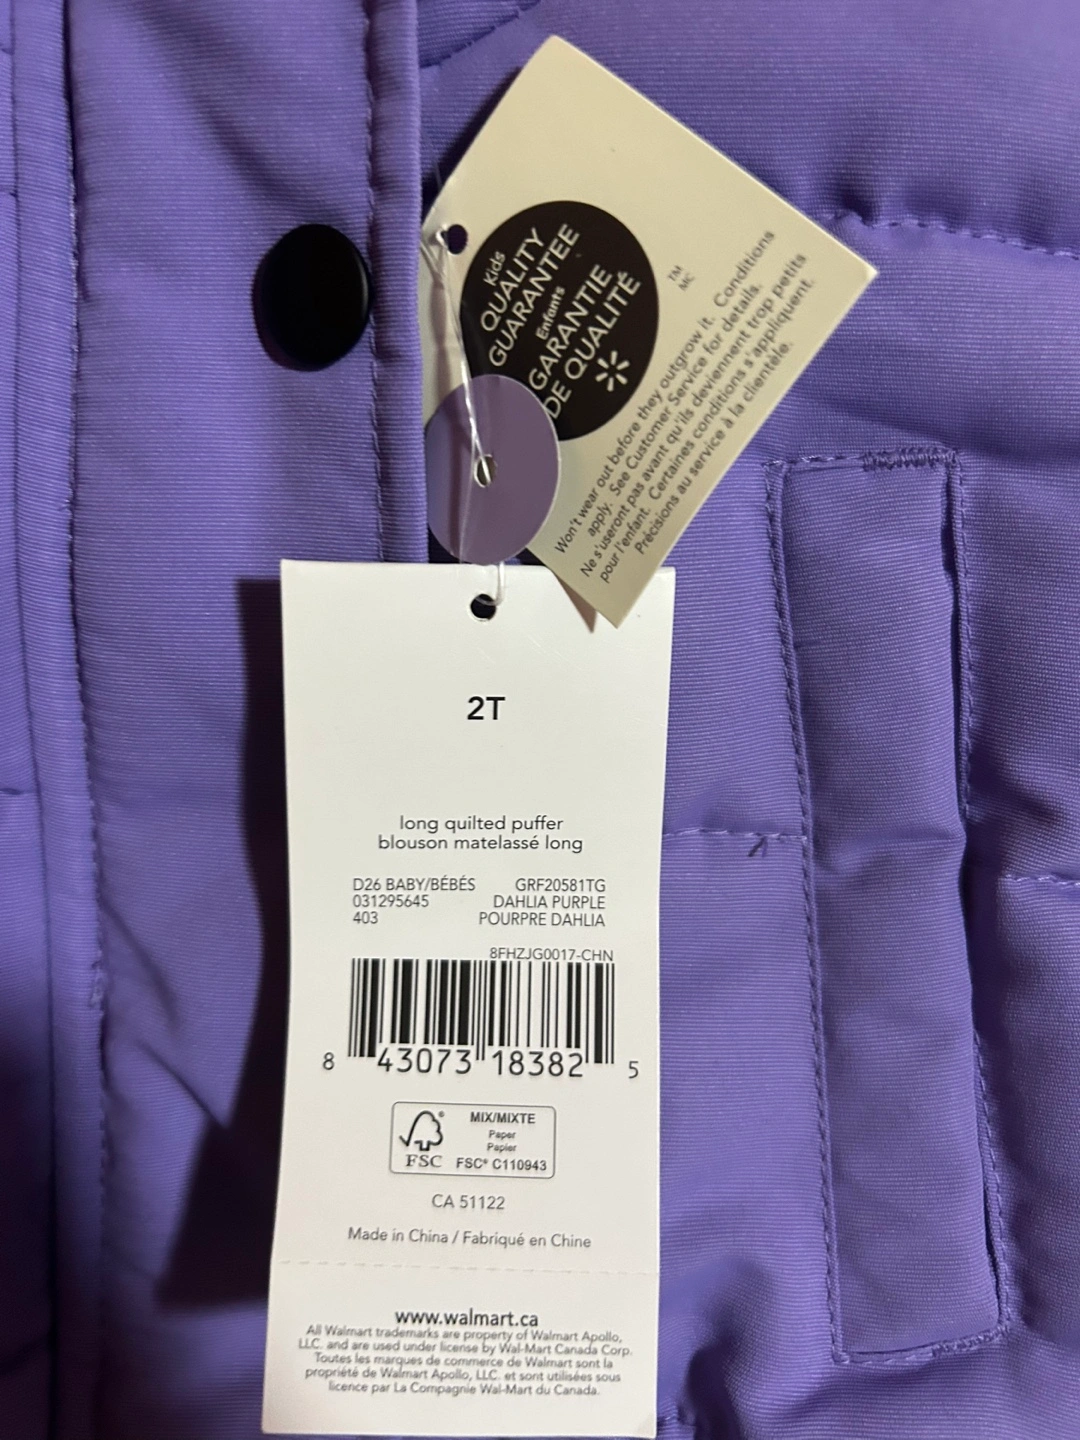 Kids
QUALITY
GUARANTEE
Enfants
GARANTIE
DE QUALITÉ
TM
MC
Won't wear out before they outgrow it. Conditions
apply. See Customer Service for details.
Ne s'useront pas avant qu'ils deviennent trop petits
pour l'enfant. Certaines conditions s'appliquent.
Précisions au service à la clientèle.
2T
long quilted puffer
blouson matelassé long
D26 BABY/BÉBÉS GRF20581TG
031295645 DAHLIA PURPLE
403 POURPRE DAHLIA
8FHZJG0017-CHN
8 43073 18382 5
MIX/MIXTE
Paper
Papier
FSC FSC® C110943
CA 51122
Made in China / Fabriqué en Chine
www.walmart.ca
All Walmart trademarks are property of Walmart Apollo,
LLC. and are used under license by Wal-Mart Canada Corp.
Toutes les marques de commerce de Walmart sont la
propriété de Walmart Apollo, LLC. et sont utilisées sous
licence par La Compagnie Wal-Mart du Canada.